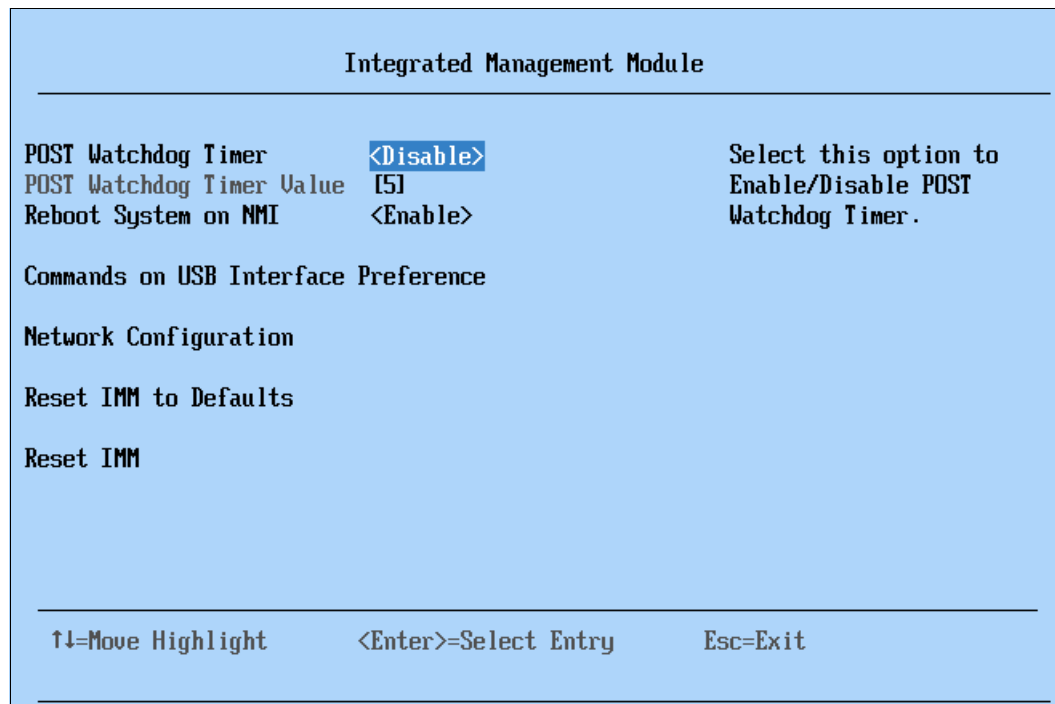 Integrated Management Module
POST Watchdog Timer <Disable>
POST Watchdog Timer Value [5]
Reboot System on NMI <Enable>
Commands on USB Interface Preference
Network Configuration
Reset IMM to Defaults
Reset IMM
Select this option to
Enable/Disable POST
Watchdog Timer.
↑↓=Move Highlight <Enter>=Select Entry Esc=Exit